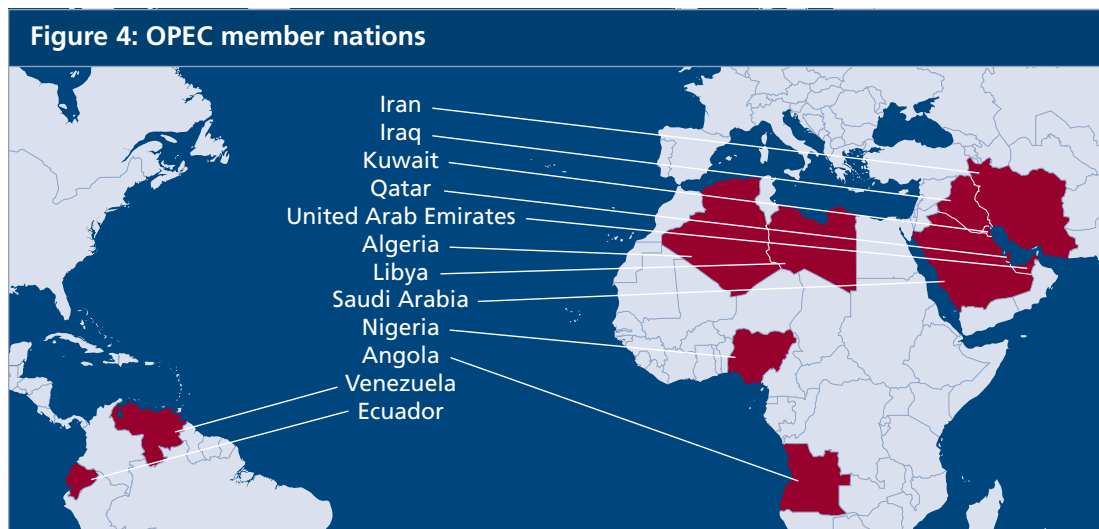 Figure 4: OPEC member nations
Iran
Iraq
Kuwait
Qatar
United Arab Emirates
Algeria
Libya
Saudi Arabia
Nigeria
Angola
Venezuela
Ecuador